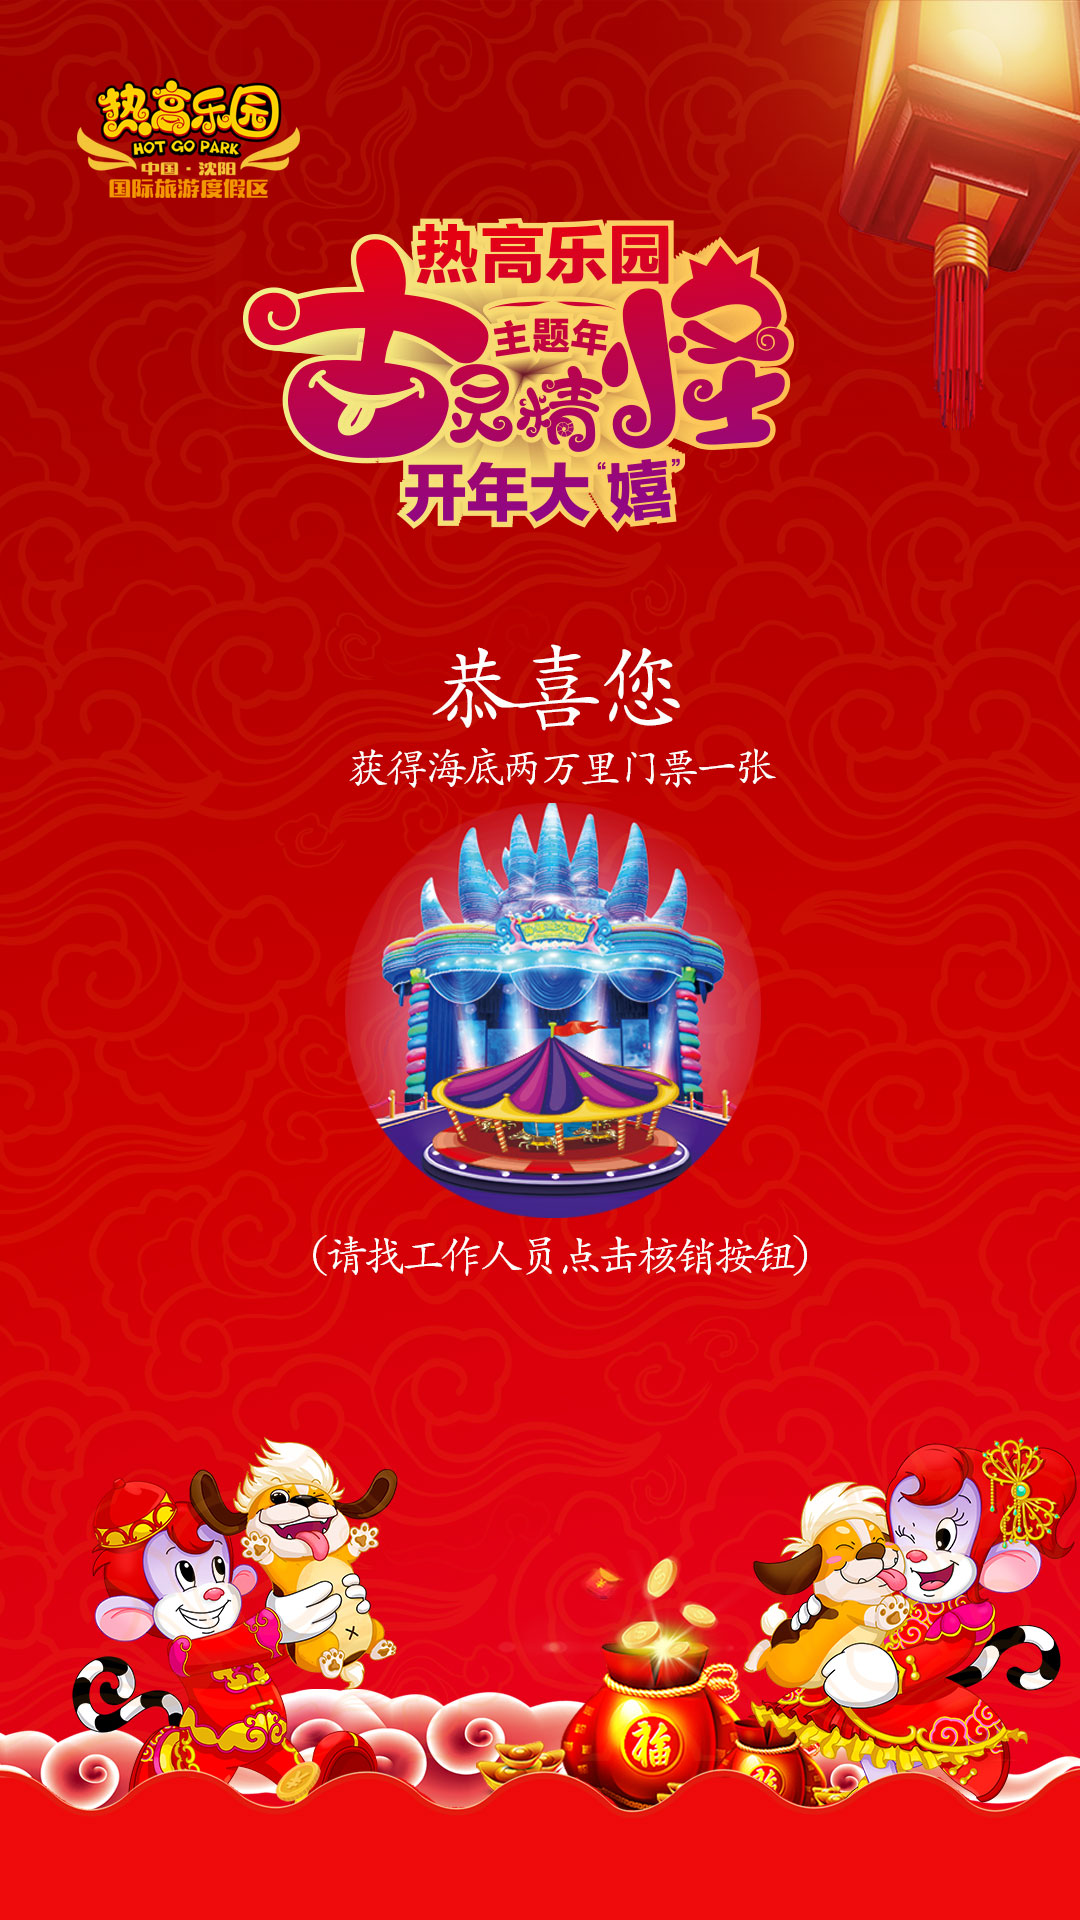 热高乐园
HOT GO PARK
中国·沈阳
国际旅游度假区
热高乐园
主题年
古灵精怪
开年大“嬉”
恭喜您
获得海底两万里门票一张
(请找工作人员点击核销按钮)
福
福